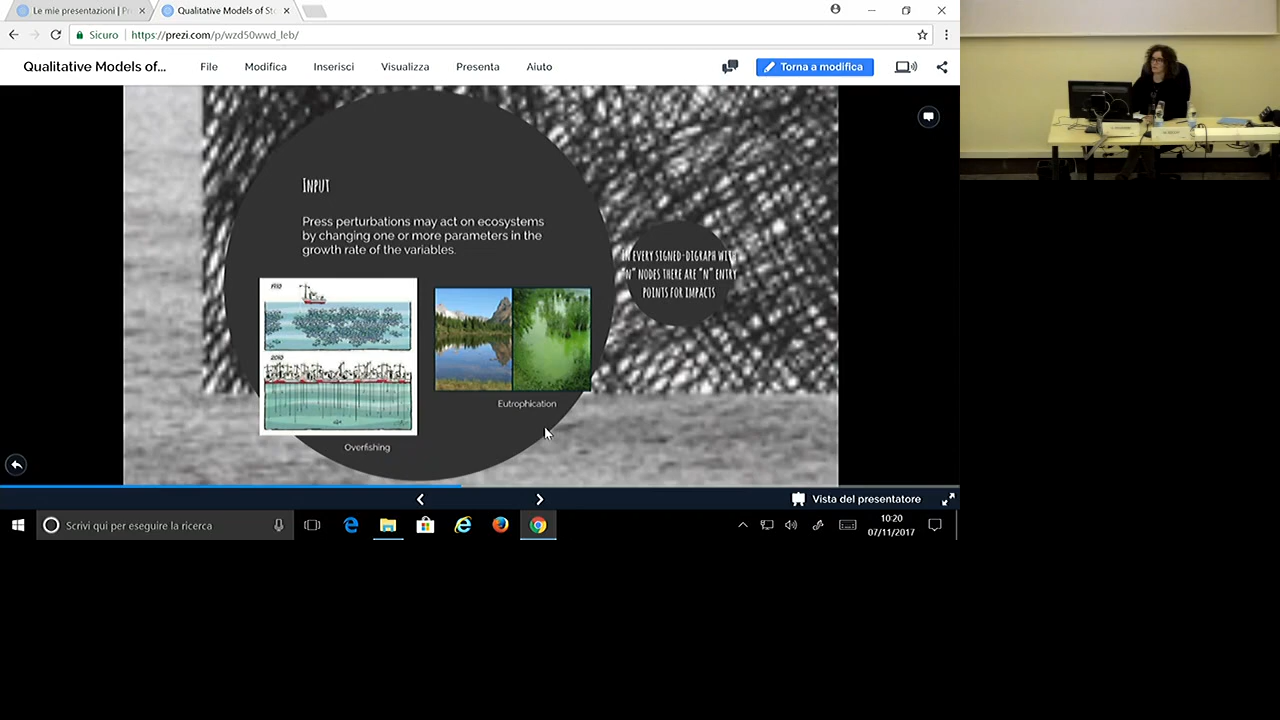 Le mie presentazioni | Pr
Qualitative Models of Sto
Sicuro
https://prezi.com/p/wzd50wwd_leb/
Qualitative Models of...
File
Modifica
Inserisci
Visualizza
Presenta
Aiuto
Torna a modifica
Input
Press perturbations may act on ecosystems
by changing one or more parameters in the
growth rate of the variables.
1910
2010
Overfishing
Eutrophication
In every signed-digraph with
"n" nodes there are "n" entry
points for impacts
Vista del presentatore
Scrivi qui per eseguire la ricerca
10:20
07/11/2017